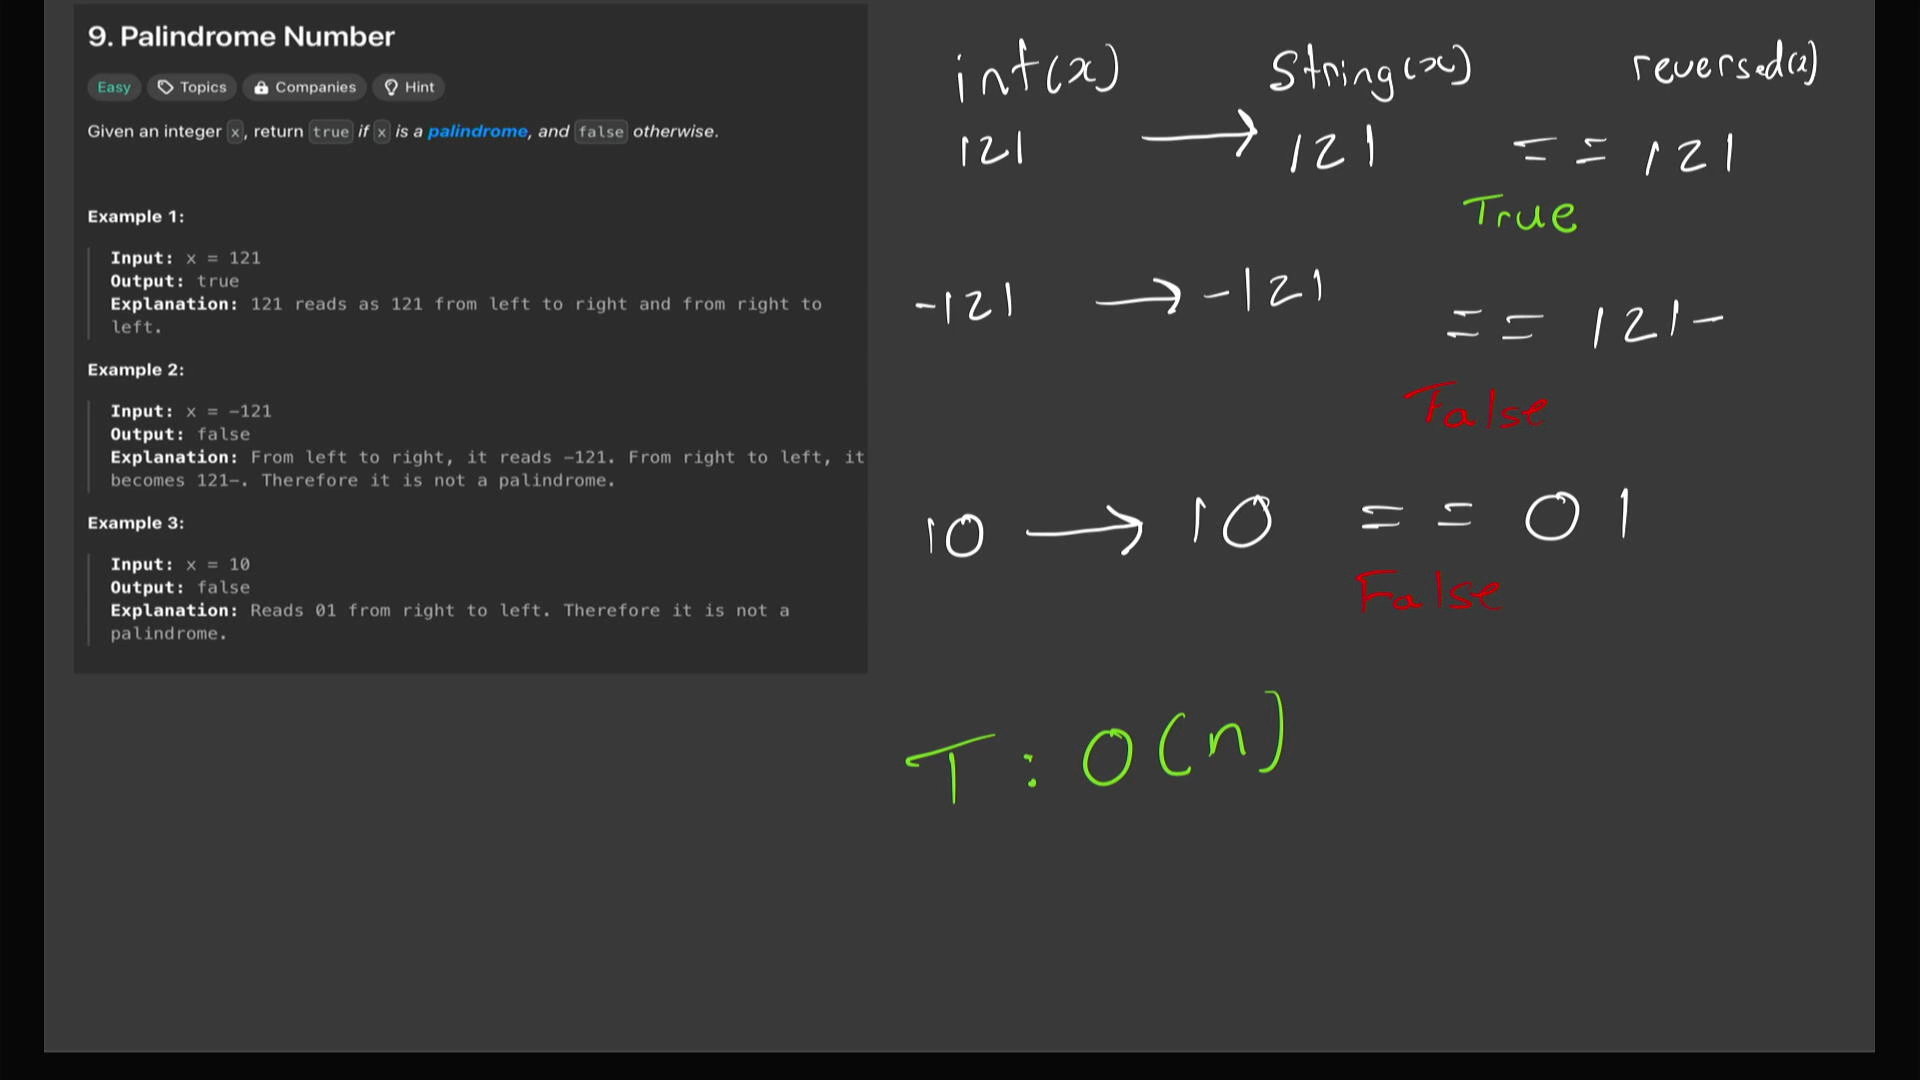 9. Palindrome Number
Easy Topics Companies Hint
Given an integer x, return true if x is a palindrome, and false otherwise.
Example 1:
Input: x = 121
Output: true
Explanation: 121 reads as 121 from left to right and from right to
left.
Example 2:
Input: x = -121
Output: false
Explanation: From left to right, it reads -121. From right to left, it
becomes 121-. Therefore it is not a palindrome.
Example 3:
Input: x = 10
Output: false
Explanation: Reads 01 from right to left. Therefore it is not a
palindrome.
int(x) String(x) reversed(x)
121 → 121 == 121
True
-121 → -121 == 121-
False
10 → 10 == 01
False
T: O(n)